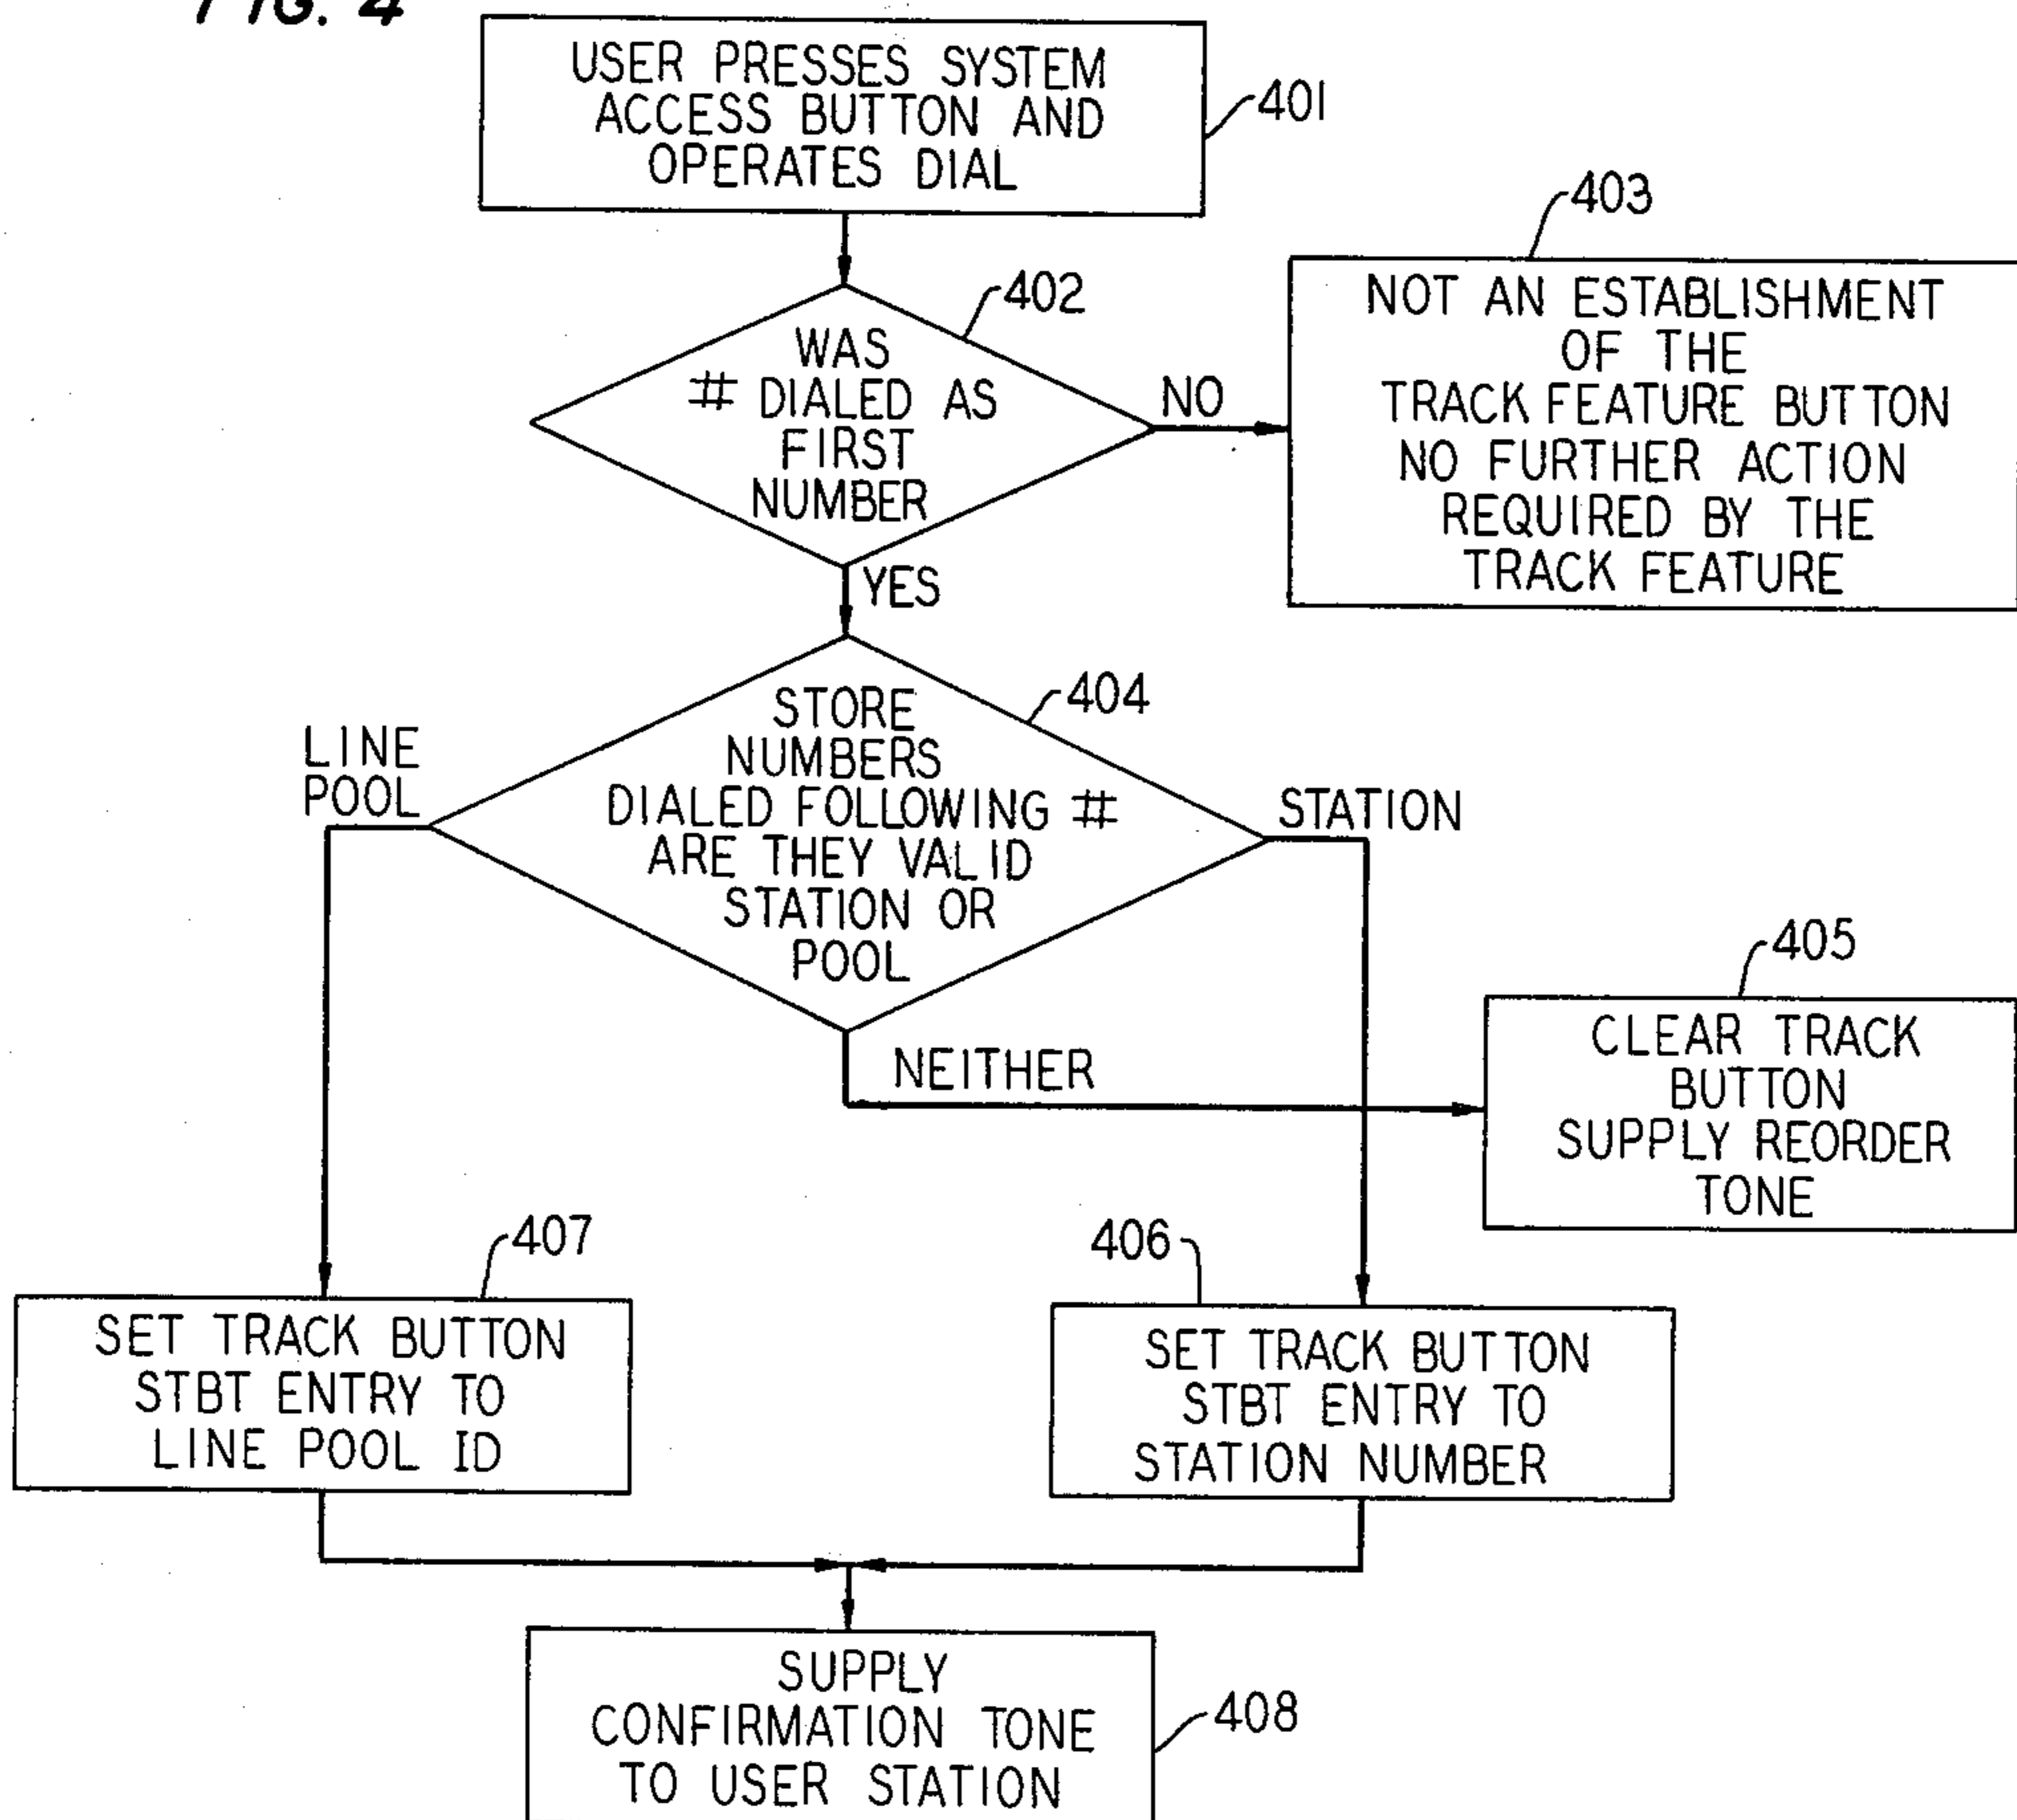 FIG. 4
USER PRESSES SYSTEM
ACCESS BUTTON AND
OPERATES DIAL
401
402
WAS
# DIALED AS
FIRST
NUMBER
NO
403
NOT AN ESTABLISHMENT
OF THE
TRACK FEATURE BUTTON
NO FURTHER ACTION
REQUIRED BY THE
TRACK FEATURE
YES
404
STORE
NUMBERS
DIALED FOLLOWING #
ARE THEY VALID
STATION OR
POOL
LINE
POOL
STATION
NEITHER
405
CLEAR TRACK
BUTTON
SUPPLY REORDER
TONE
407
SET TRACK BUTTON
STBT ENTRY TO
LINE POOL ID
406
SET TRACK BUTTON
STBT ENTRY TO
STATION NUMBER
SUPPLY
CONFIRMATION TONE
TO USER STATION
408